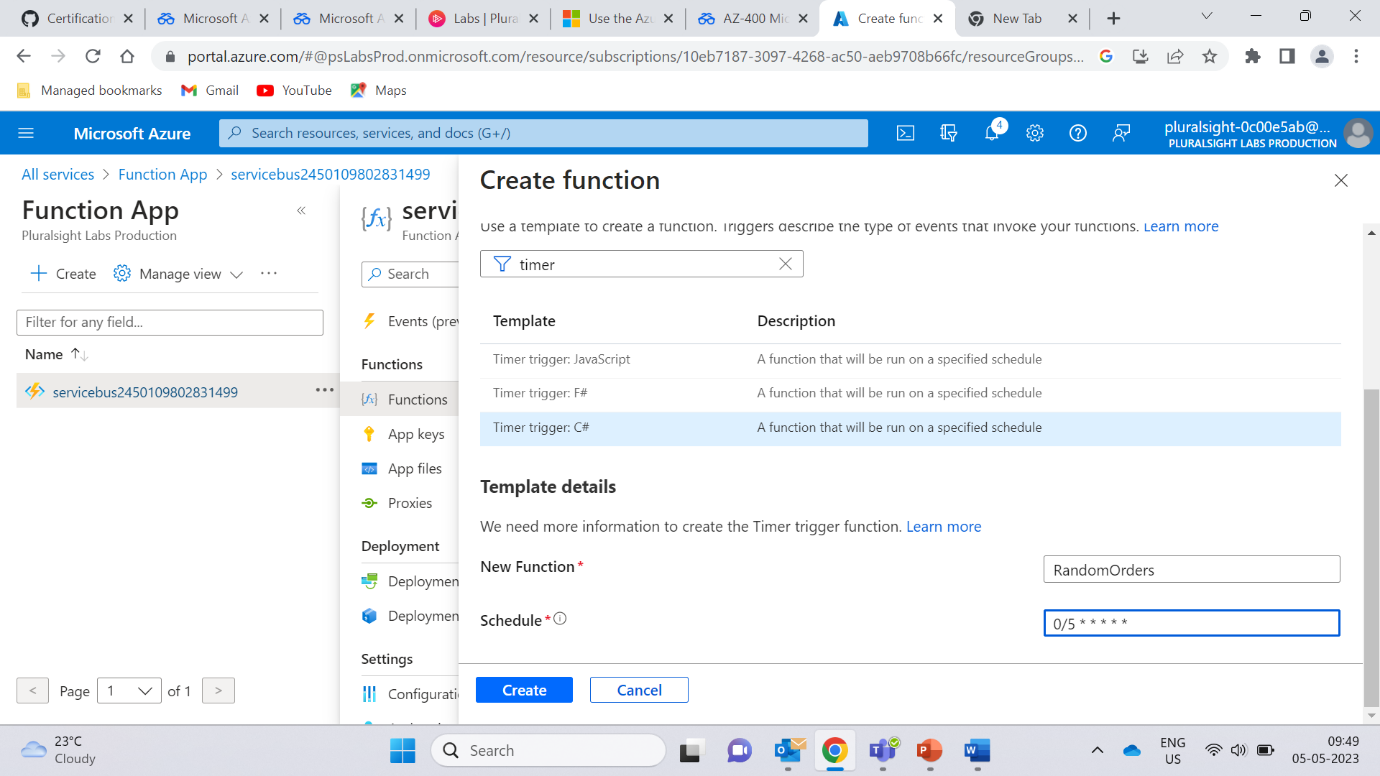 Certification
Microsoft A
Microsoft A
Labs | Plura
Use the Azu
AZ-400 Mic
Create func
New Tab
portal.azure.com/#@psLabsProd.onmicrosoft.com/resource/subscriptions/10eb7187-3097-4268-ac50-aeb9708b66fc/resourceGroups...
Managed bookmarks
Gmail
YouTube
Maps
Microsoft Azure
Search resources, services, and docs (G+/)
4
pluralsight-0c00e5ab@...
PLURALSIGHT LABS PRODUCTION
All services > Function App > servicebus2450109802831499
Function App
Pluralsight Labs Production
Create
Manage view
Filter for any field...
Name
servicebus2450109802831499
Page 1 of 1
servi
Function A
Search
Events (prev
Functions
Functions
App keys
App files
Proxies
Deployment
Deploymen
Deploymen
Settings
Configurati
Create function
Use a template to create a function. Triggers describe the type of events that invoke your functions. Learn more
timer
Template Description
Timer trigger: JavaScript A function that will be run on a specified schedule
Timer trigger: F# A function that will be run on a specified schedule
Timer trigger: C# A function that will be run on a specified schedule
Template details
We need more information to create the Timer trigger function. Learn more
New Function * RandomOrders
Schedule * 0/5 * * * * *
Create Cancel
23°C
Cloudy
Search
ENG
US
09:49
05-05-2023